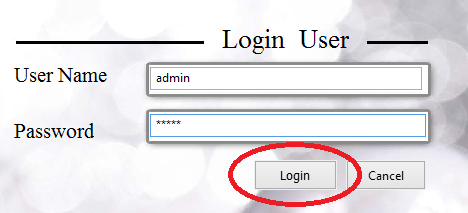 Login User
User Name admin
Password *****
Login Cancel